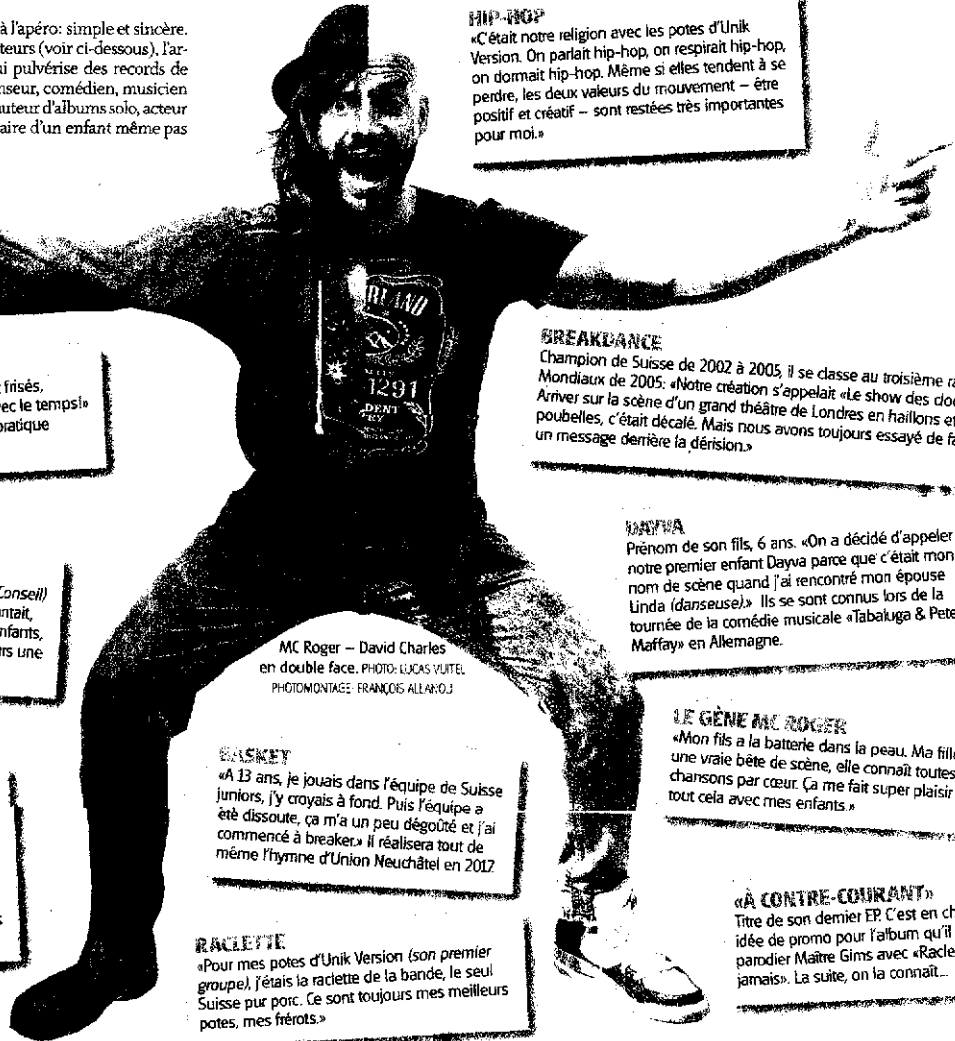 à l'apéro: simple et sincère.
teurs (voir ci-dessous), l'ar-
ui pulvérise des records de
nseur, comédien, musicien
auteur d'albums solo, acteur
aire d'un enfant même pas
HIP-HOP
«C'était notre religion avec les potes d'Unik
Version. On parlait hip-hop, on respirait hip-hop,
on dormait hip-hop. Même si elles tendent à se
perdre, les deux valeurs du mouvement – être
positif et créatif – sont restées très importantes
pour moi.»
1291
BREAKDANCE
Champion de Suisse de 2002 à 2005, il se classe au troisième ra
Mondiaux de 2005: «Notre création s'appelait «Le show des cloc
Arriver sur la scène d'un grand théâtre de Londres en haillons et
poubelles, c'était décalé. Mais nous avons toujours essayé de fa
un message derrière la dérision.»
frisés,
ec le temps!»
pratique
DAYVA
Prénom de son fils, 6 ans. «On a décidé d'appeler
notre premier enfant Dayva parce que c'était mon
nom de scène quand j'ai rencontré mon épouse
Linda (danseuse).» Ils se sont connus lors de la
tournée de la comédie musicale «Tabaluga & Pete
Maffay» en Allemagne.
Conseil)
ntait,
nfants,
rs une
MC Roger – David Charles
en double face. PHOTO: LUCAS VUITEL
PHOTOMONTAGE: FRANÇOIS ALLANOU
LE GÈNE MC ROGER
«Mon fils a la batterie dans la peau. Ma fille
une vraie bête de scène, elle connaît toutes
chansons par cœur. Ça me fait super plaisir
tout cela avec mes enfants.»
BASKET
«A 13 ans, je jouais dans l'équipe de Suisse
juniors, j'y croyais à fond. Puis l'équipe a
été dissoute, ça m'a un peu dégoûté et j'ai
commencé à breaker.» Il réalisera tout de
même l'hymne d'Union Neuchâtel en 2017.
«À CONTRE-COURANT»
Titre de son dernier EP. C'est en ch
idée de promo pour l'album qu'il
parodier Maître Gims avec «Racle
jamais». La suite, on la connaît...
RACLETTE
«Pour mes potes d'Unik Version (son premier
groupe), j'étais la raclette de la bande, le seul
Suisse pur porc. Ce sont toujours mes meilleurs
potes, mes frérots.»